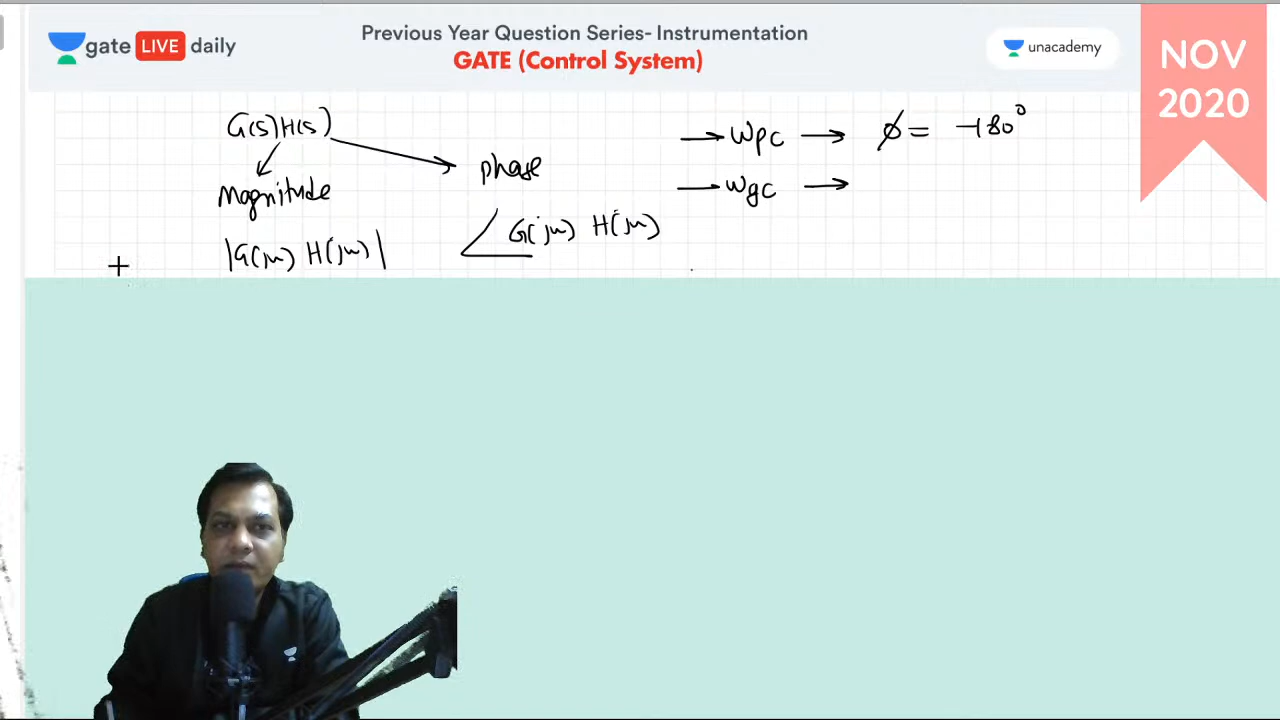 gate LIVE daily
Previous Year Question Series- Instrumentation
GATE (Control System)
unacademy
NOV
2020
G(s)H(s)
Magnitude
|G(jω) H(jω)|
phase
∠G(jω) H(jω)
→ ωpc → ϕ = -180°
→ ωgc →